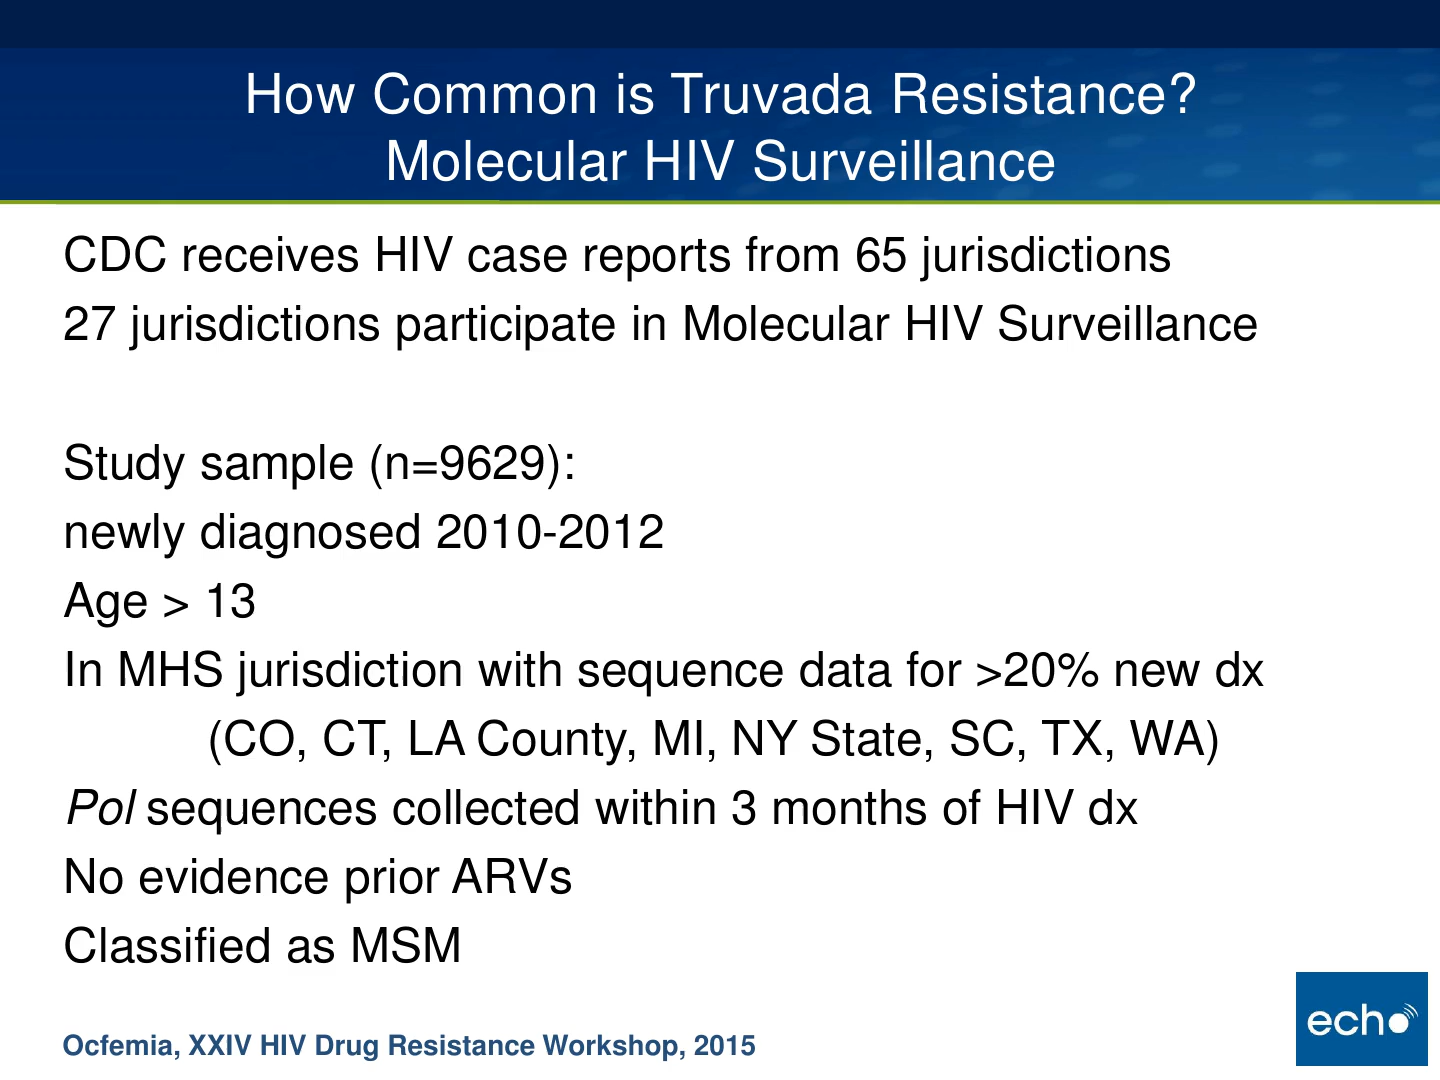 How Common is Truvada Resistance?
Molecular HIV Surveillance
CDC receives HIV case reports from 65 jurisdictions
27 jurisdictions participate in Molecular HIV Surveillance
Study sample (n=9629):
newly diagnosed 2010-2012
Age > 13
In MHS jurisdiction with sequence data for >20% new dx
(CO, CT, LA County, MI, NY State, SC, TX, WA)
Pol sequences collected within 3 months of HIV dx
No evidence prior ARVs
Classified as MSM
Ocfemia, XXIV HIV Drug Resistance Workshop, 2015
echo